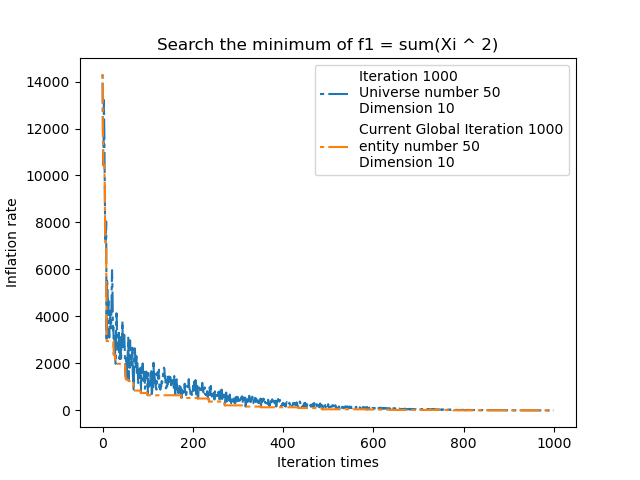 Search the minimum of f1 = sum(Xi ^ 2)
Iteration 1000
Universe number 50
Dimension 10
Current Global Iteration 1000
entity number 50
Dimension 10
14000
12000
10000
8000
6000
4000
2000
0
Inflation rate
0
200
400
600
800
1000
Iteration times